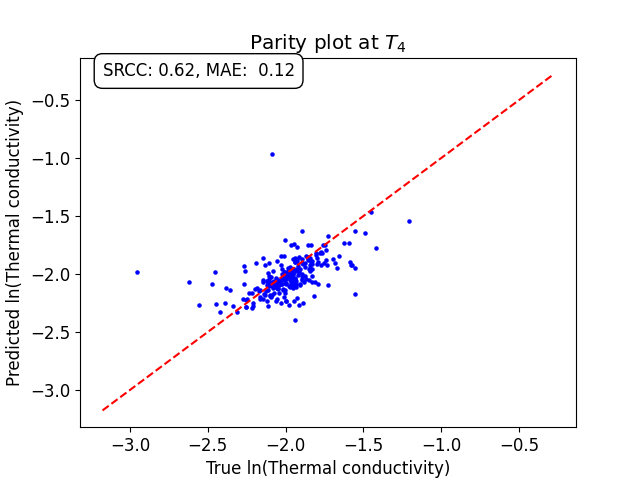 Parity plot at T₄
SRCC: 0.62, MAE:  0.12
Predicted ln(Thermal conductivity)
−0.5
−1.0
−1.5
−2.0
−2.5
−3.0
−3.0 −2.5 −2.0 −1.5 −1.0 −0.5
True ln(Thermal conductivity)